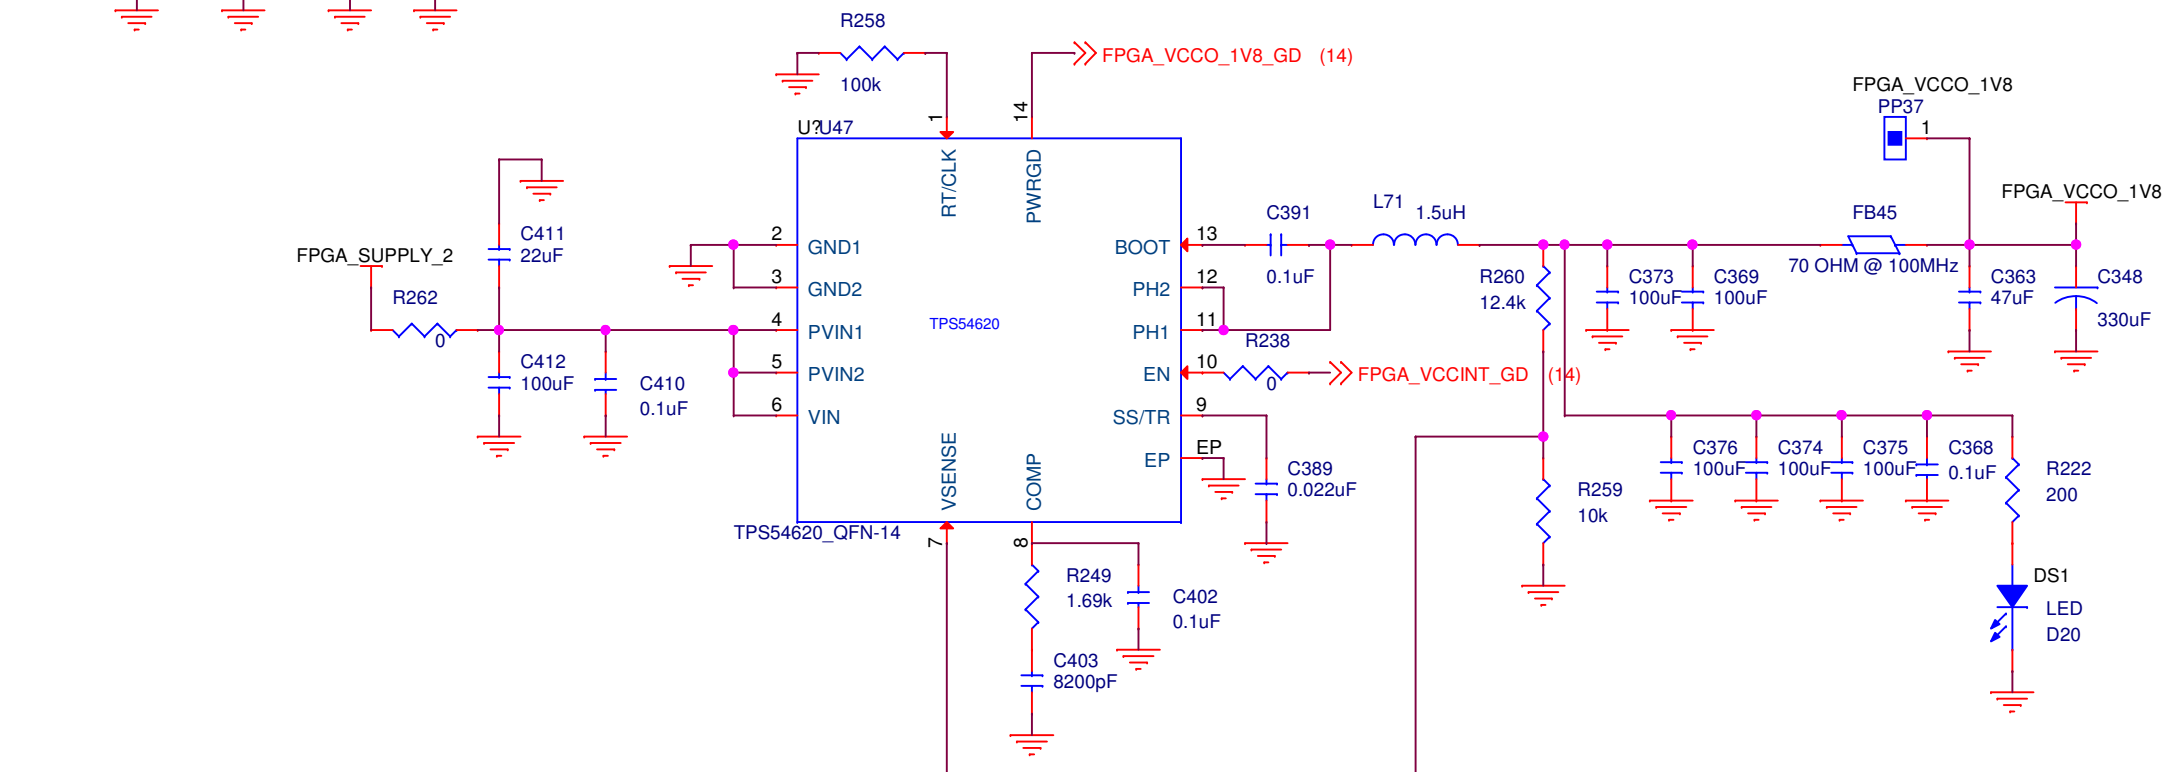 R258
100k
FPGA_VCCO_1V8_GD (14)
1
14
U?
U47
RT/CLK
PWRGD
FPGA_VCCO_1V8
PP37
1
FPGA_VCCO_1V8
C411
22uF
FPGA_SUPPLY_2
R262
0
C412
100uF
C410
0.1uF
2
GND1
3
GND2
4
PVIN1
5
PVIN2
6
VIN
TPS54620
BOOT
13
PH2
12
PH1
11
EN
10
SS/TR
9
EP
EP
VSENSE
COMP
7
8
TPS54620_QFN-14
C391
0.1uF
L71
1.5uH
R238
0
FPGA_VCCINT_GD (14)
R260
12.4k
C373
100uF
C369
100uF
FB45
70 OHM @ 100MHz
C363
47uF
C348
330uF
C389
0.022uF
R259
10k
C376
100uF
C374
100uF
C375
100uF
C368
0.1uF
R222
200
R249
1.69k
C402
0.1uF
C403
8200pF
DS1
LED
D20